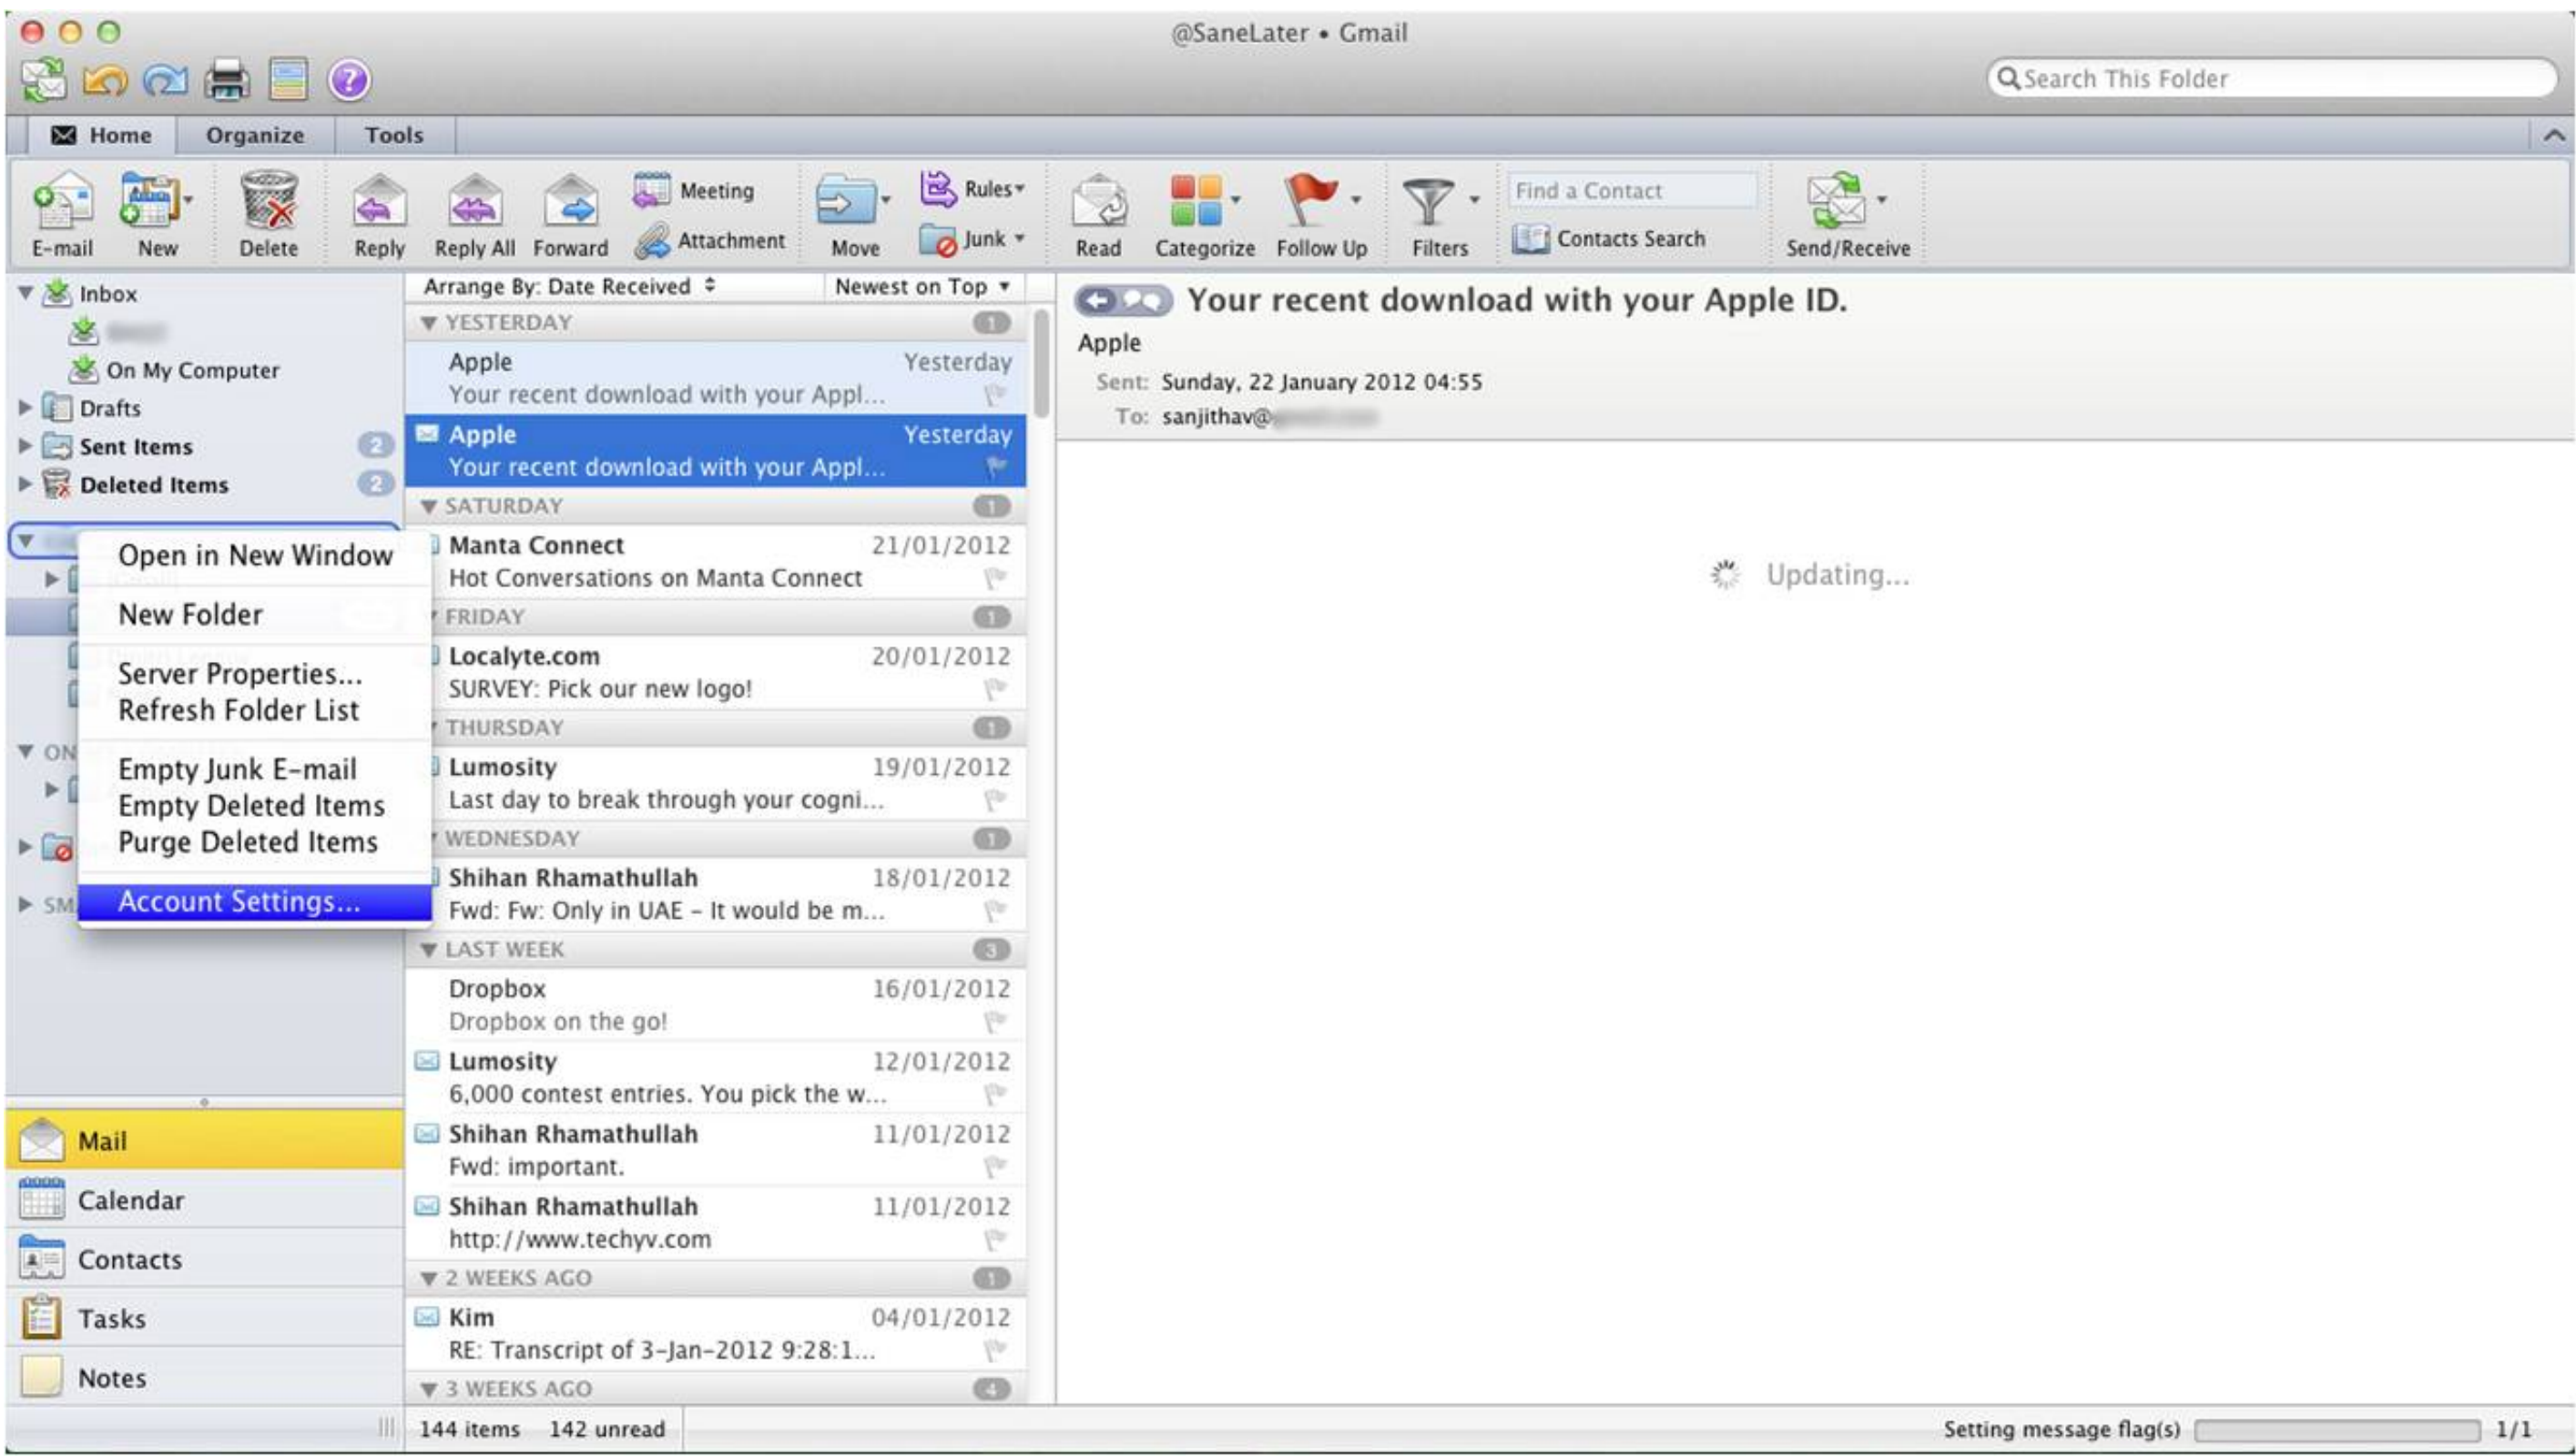 @SaneLater • Gmail
Search This Folder
Home Organize Tools
E-mail New Delete Reply Reply All Forward Meeting Attachment Move Rules Junk Read Categorize Follow Up Filters Find a Contact Contacts Search Send/Receive
Inbox
On My Computer
Drafts
Sent Items 2
Deleted Items 2
ON
SM
Open in New Window
New Folder
Server Properties...
Refresh Folder List
Empty Junk E-mail
Empty Deleted Items
Purge Deleted Items
Account Settings...
Mail
Calendar
Contacts
Tasks
Notes
Arrange By: Date Received Newest on Top
YESTERDAY 1
Apple Yesterday
Your recent download with your Appl...
Apple Yesterday
Your recent download with your Appl...
SATURDAY 1
Manta Connect 21/01/2012
Hot Conversations on Manta Connect
FRIDAY 1
Localyte.com 20/01/2012
SURVEY: Pick our new logo!
THURSDAY 1
Lumosity 19/01/2012
Last day to break through your cogni...
WEDNESDAY 1
Shihan Rhamathullah 18/01/2012
Fwd: Fw: Only in UAE – It would be m...
LAST WEEK 3
Dropbox 16/01/2012
Dropbox on the go!
Lumosity 12/01/2012
6,000 contest entries. You pick the w...
Shihan Rhamathullah 11/01/2012
Fwd: important.
Shihan Rhamathullah 11/01/2012
http://www.techyv.com
2 WEEKS AGO 1
Kim 04/01/2012
RE: Transcript of 3-Jan-2012 9:28:1...
3 WEEKS AGO 4
Your recent download with your Apple ID.
Apple
Sent: Sunday, 22 January 2012 04:55
To: sanjithav@
Updating...
144 items 142 unread
Setting message flag(s) 1/1